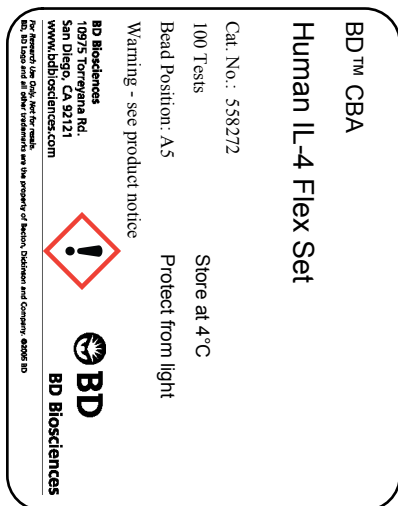 BD™ CBA
Human IL-4 Flex Set
Cat. No.: 558272
100 Tests Store at 4°C
Bead Position: A5 Protect from light
Warning - see product notice
BD Biosciences
10975 Torreyana Rd.
San Diego, CA 92121
www.bdbiosciences.com
BD
BD Biosciences
For Research Use Only. Not for resale.
BD, BD Logo and all other trademarks are the property of Becton, Dickinson and Company. ©2005 BD